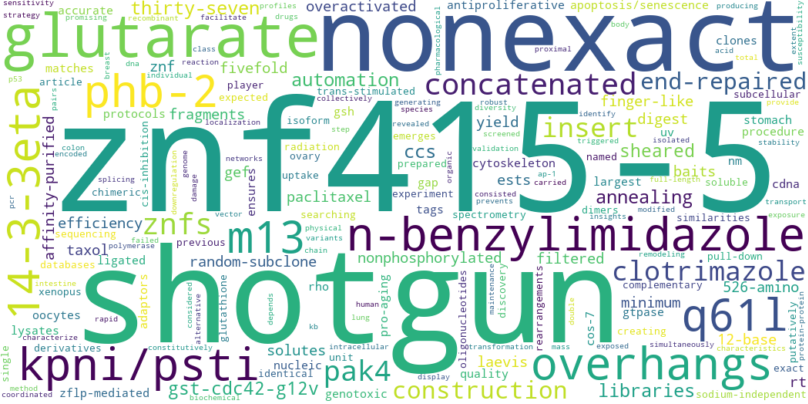 sensitivity
strategy
promising
accurate
recombinant
thirty-seven
profiles
drugs
facilitate
overactivated
antiproliferative
apoptosis/senescence
body
glutarate
nonexact
pharmacological
class
reaction
individual
breast
dna
p53
matches
znf
article
fivefold
player
expected
automation
trans-stimulated
collectively
concatenated
clones
acid
total
proximal
end-repaired
producing
extent
susceptibility
phb-2
protocols
fragments
gsh
step
isoform
generating
species
robust
diversity
finger-like
identify
subcellular
14-3-3eta
affinity-purified
pairs
colon
encoded
pcr
splicing
localization
cis-inhibition
downregulation
genome
damage
radiation
emerges
revealed
screened
validation
triggered
insert
digest
isolated
stomach
uv
provide
znf415-5
ovary
networks
ccs
prepared
yield
cytoskeleton
organic
named
sheared
procedure
stability
chimeric
gef
uptake
paclitaxel
gap
ests
carried
ap-1
full-length
baits
nm
soluble
cdna
ensures
vector
experiment
consisted
prevents
annealing
largest
dimers
transport
efficiency
znfs
searching
tags
spectrometry
insights
modified
similarities
exposure
sequencing
taxol
polymerase
failed
previous
m13
physical
variants
chain
n-benzylimidazole
databases
ligated
random-subclone
nonphosphorylated
filtered
pull-down
remodeling
clotrimazole
xenopus
oocytes
intestine
rapid
adaptors
considered
alternative
glutathione
depends
kb
rho
human
lung
pro-aging
oligonucleotides
maintenance
discovery
rearrangements
double
cos-7
complementary
minimum
526-amino
gtpase
q61l
putatively
protein-protein
shotgun
lysates
characterize
single
derivatives
constitutively
solutes
unit
intracellular
laevis
transformation
mass
exposed
creating
12-base
simultaneously
characteristics
exact
rt
kpni/psti
nucleic
identical
pak4
quality
overhangs
method
coordinated
zflp-mediated
biochemical
gst-cdc42-g12v
genotoxic
display
construction
libraries
sodium-independent